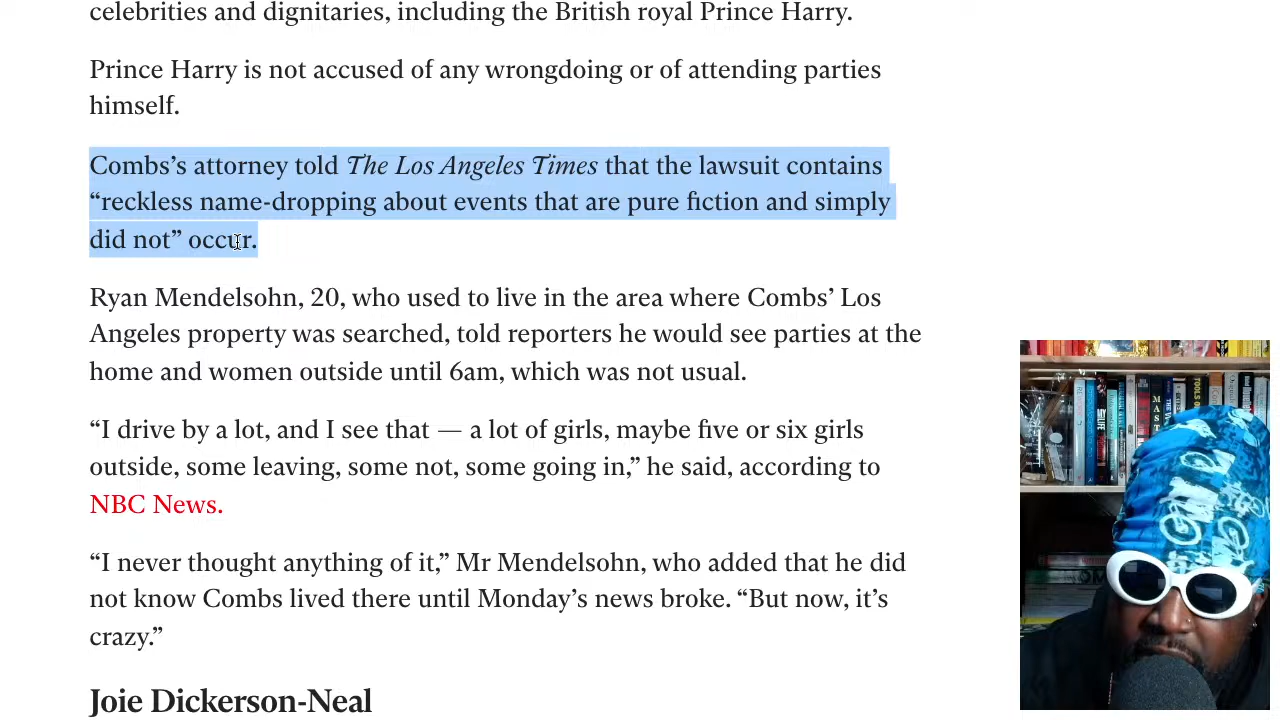 celebrities and dignitaries, including the British royal Prince Harry.
Prince Harry is not accused of any wrongdoing or of attending parties
himself.
Combs’s attorney told The Los Angeles Times that the lawsuit contains
“reckless name-dropping about events that are pure fiction and simply
did not” occur.
Ryan Mendelsohn, 20, who used to live in the area where Combs’ Los
Angeles property was searched, told reporters he would see parties at the
home and women outside until 6am, which was not usual.
“I drive by a lot, and I see that — a lot of girls, maybe five or six girls
outside, some leaving, some not, some going in,” he said, according to
NBC News.
“I never thought anything of it,” Mr Mendelsohn, who added that he did
not know Combs lived there until Monday’s news broke. “But now, it’s
crazy.”
Joie Dickerson-Neal